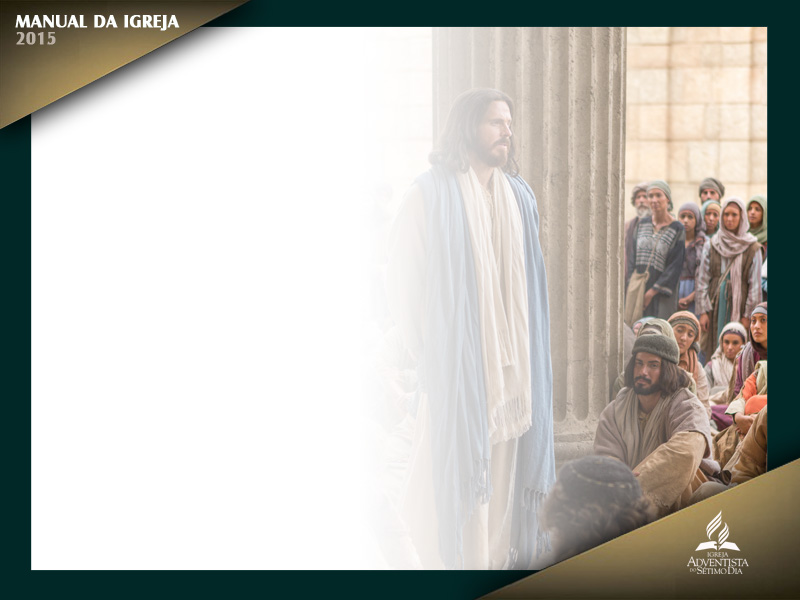 MANUAL DA IGREJA
2015
IGREJA
ADVENTISTA
DO SÉTIMO DIA